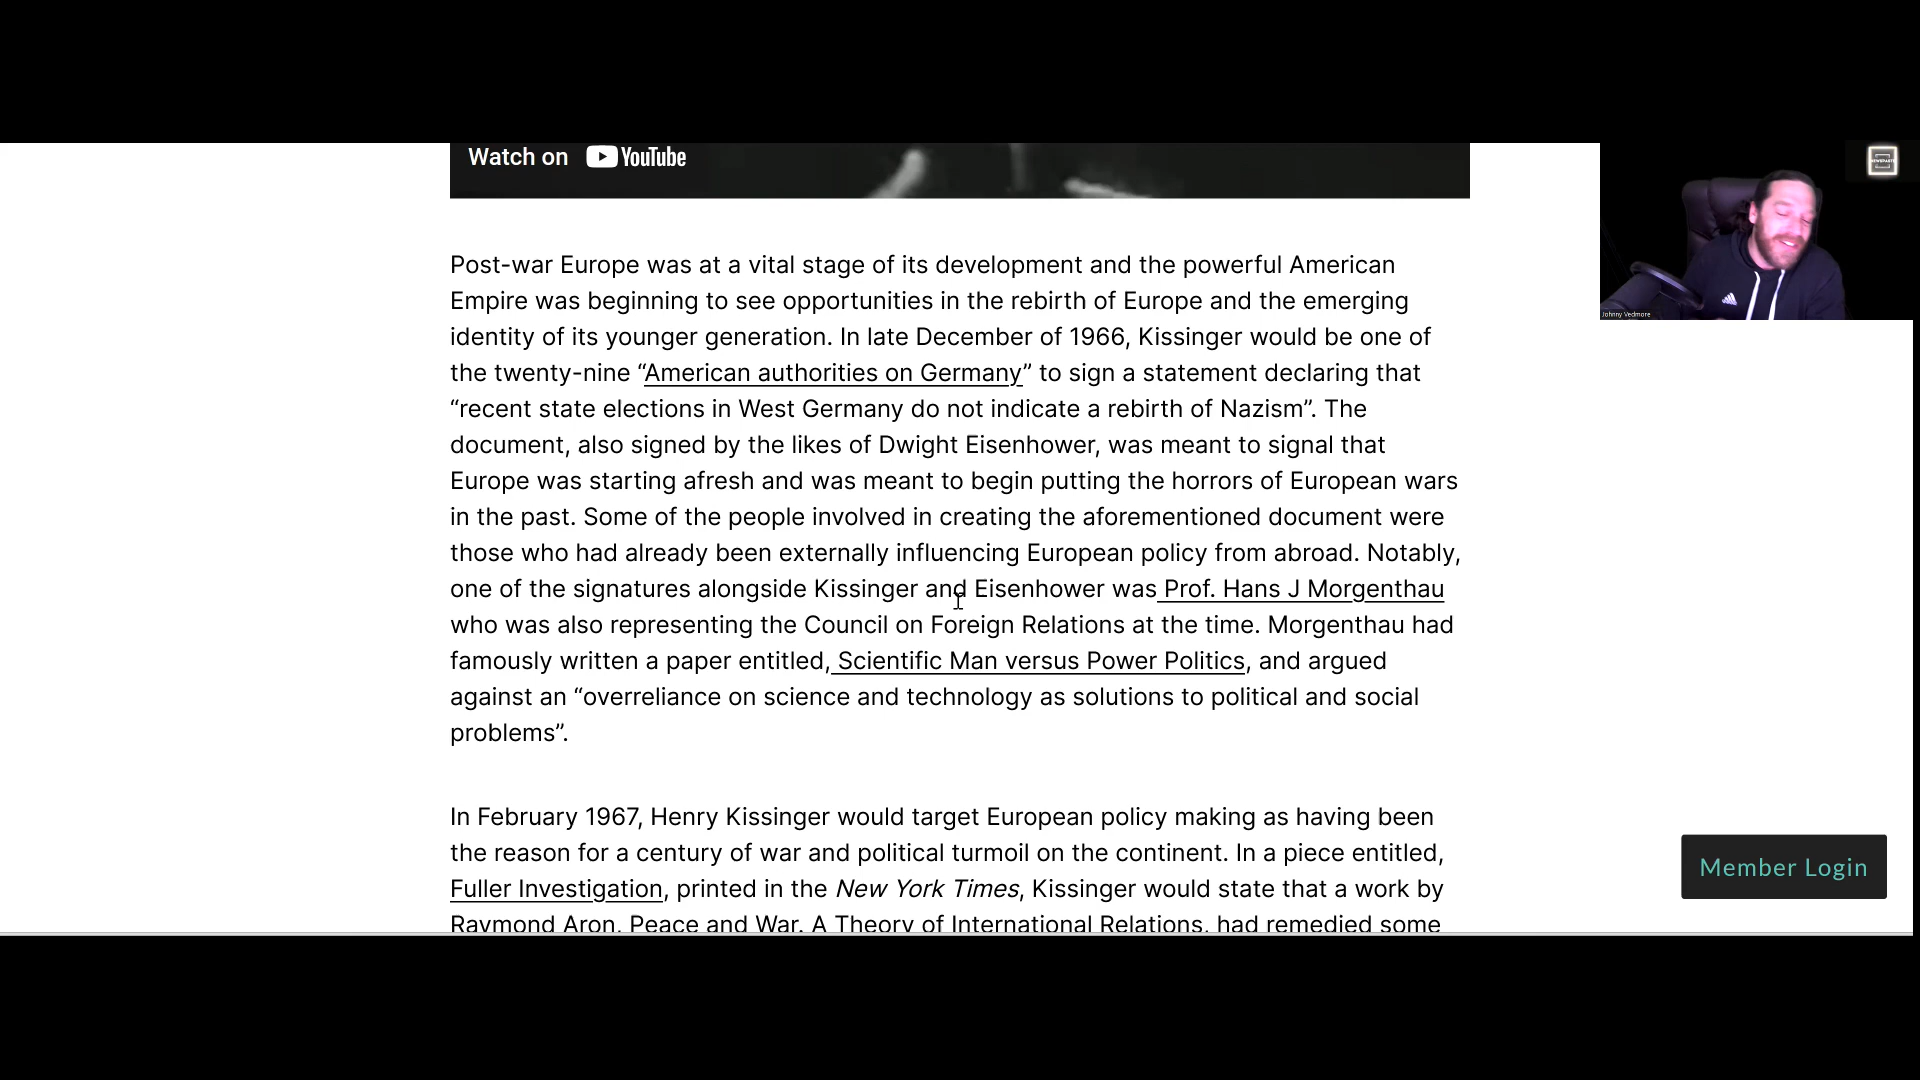 Watch on YouTube
Johnny Vedmore
Post-war Europe was at a vital stage of its development and the powerful American
Empire was beginning to see opportunities in the rebirth of Europe and the emerging
identity of its younger generation. In late December of 1966, Kissinger would be one of
the twenty-nine “American authorities on Germany” to sign a statement declaring that
“recent state elections in West Germany do not indicate a rebirth of Nazism”. The
document, also signed by the likes of Dwight Eisenhower, was meant to signal that
Europe was starting afresh and was meant to begin putting the horrors of European wars
in the past. Some of the people involved in creating the aforementioned document were
those who had already been externally influencing European policy from abroad. Notably,
one of the signatures alongside Kissinger and Eisenhower was Prof. Hans J Morgenthau
who was also representing the Council on Foreign Relations at the time. Morgenthau had
famously written a paper entitled, Scientific Man versus Power Politics, and argued
against an “overreliance on science and technology as solutions to political and social
problems”.
In February 1967, Henry Kissinger would target European policy making as having been
the reason for a century of war and political turmoil on the continent. In a piece entitled,
Fuller Investigation, printed in the New York Times, Kissinger would state that a work by
Raymond Aron, Peace and War. A Theory of International Relations, had remedied some
Member Login